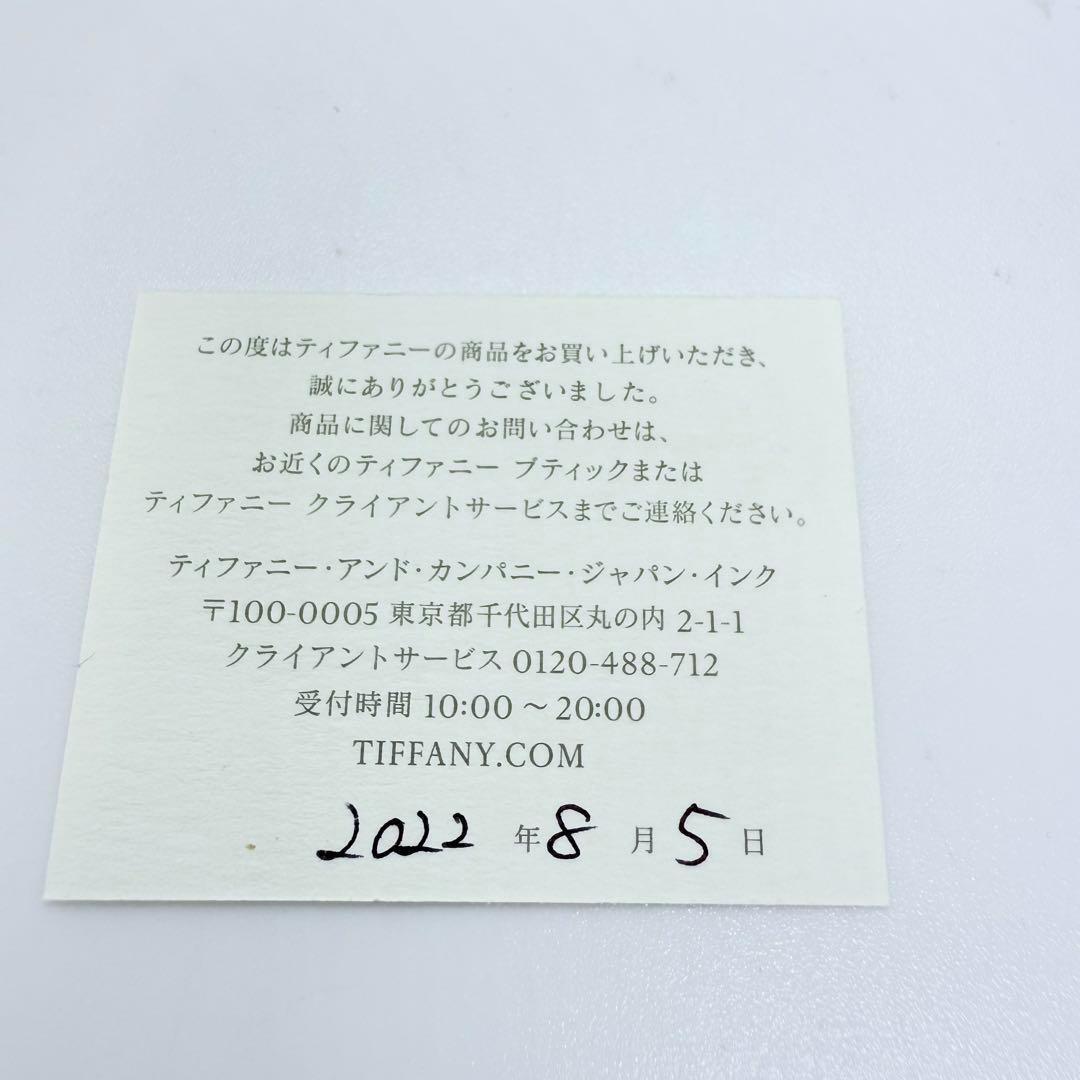 この度はティファニーの商品をお買い上げいただき、
誠にありがとうございました。
商品に関してのお問い合わせは、
お近くのティファニー ブティックまたは
ティファニー クライアントサービスまでご連絡ください。
ティファニー・アンド・カンパニー・ジャパン・インク
〒100-0005 東京都千代田区丸の内 2-1-1
クライアントサービス 0120-488-712
受付時間 10:00 〜 20:00
TIFFANY.COM
2022 年 8 月 5 日